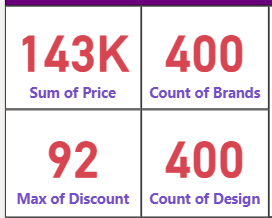 143K
Sum of Price
400
Count of Brands
92
Max of Discount
400
Count of Design